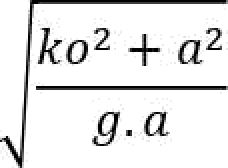 √((ko² + a²)/(g.a))